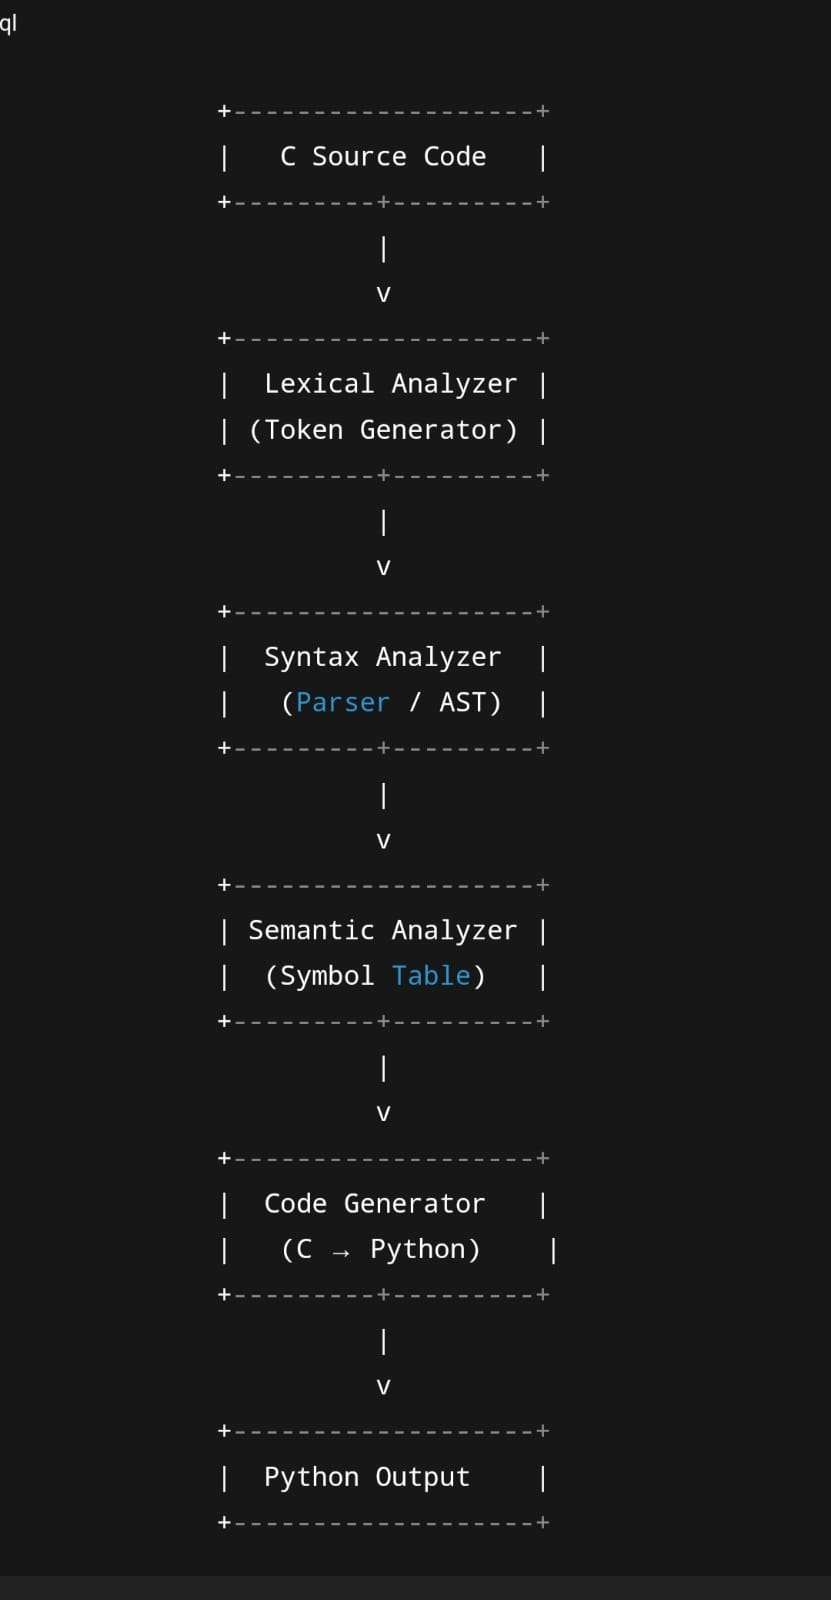 ql
+-------------------+
|   C Source Code   |
+---------+---------+
          |
          v
+-------------------+
|  Lexical Analyzer |
| (Token Generator) |
+---------+---------+
          |
          v
+-------------------+
|  Syntax Analyzer  |
|   (Parser / AST)  |
+---------+---------+
          |
          v
+-------------------+
| Semantic Analyzer |
|  (Symbol Table)   |
+---------+---------+
          |
          v
+-------------------+
|  Code Generator   |
|   (C → Python)    |
+---------+---------+
          |
          v
+-------------------+
|  Python Output    |
+-------------------+